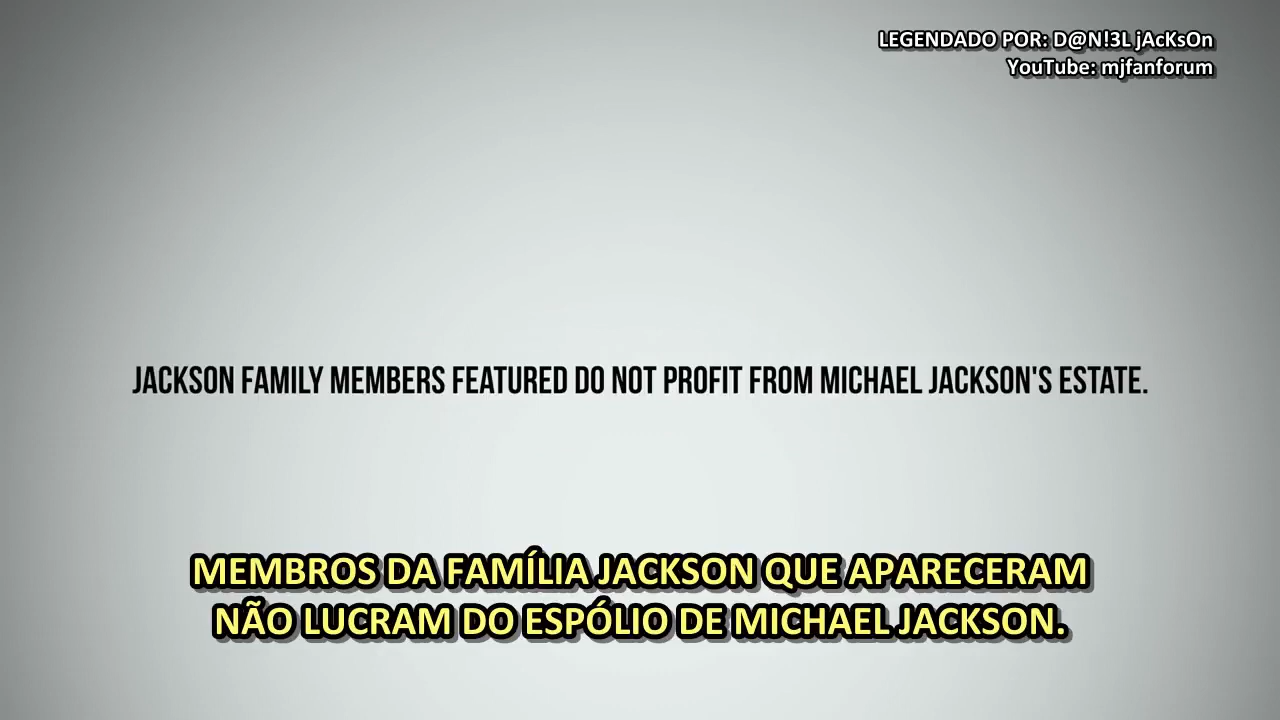 LEGENDADO POR: D@N!3L jAcKsOn
YouTube: mjfanforum
JACKSON FAMILY MEMBERS FEATURED DO NOT PROFIT FROM MICHAEL JACKSON'S ESTATE.
MEMBROS DA FAMÍLIA JACKSON QUE APARECERAM
NÃO LUCRAM DO ESPÓLIO DE MICHAEL JACKSON.